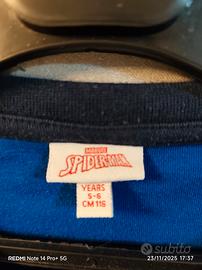 MARVEL
SPIDER-MAN
YEARS
5-6
CM 116
REDMI Note 14 Pro+ 5G
subito
23/11/2025 17:37